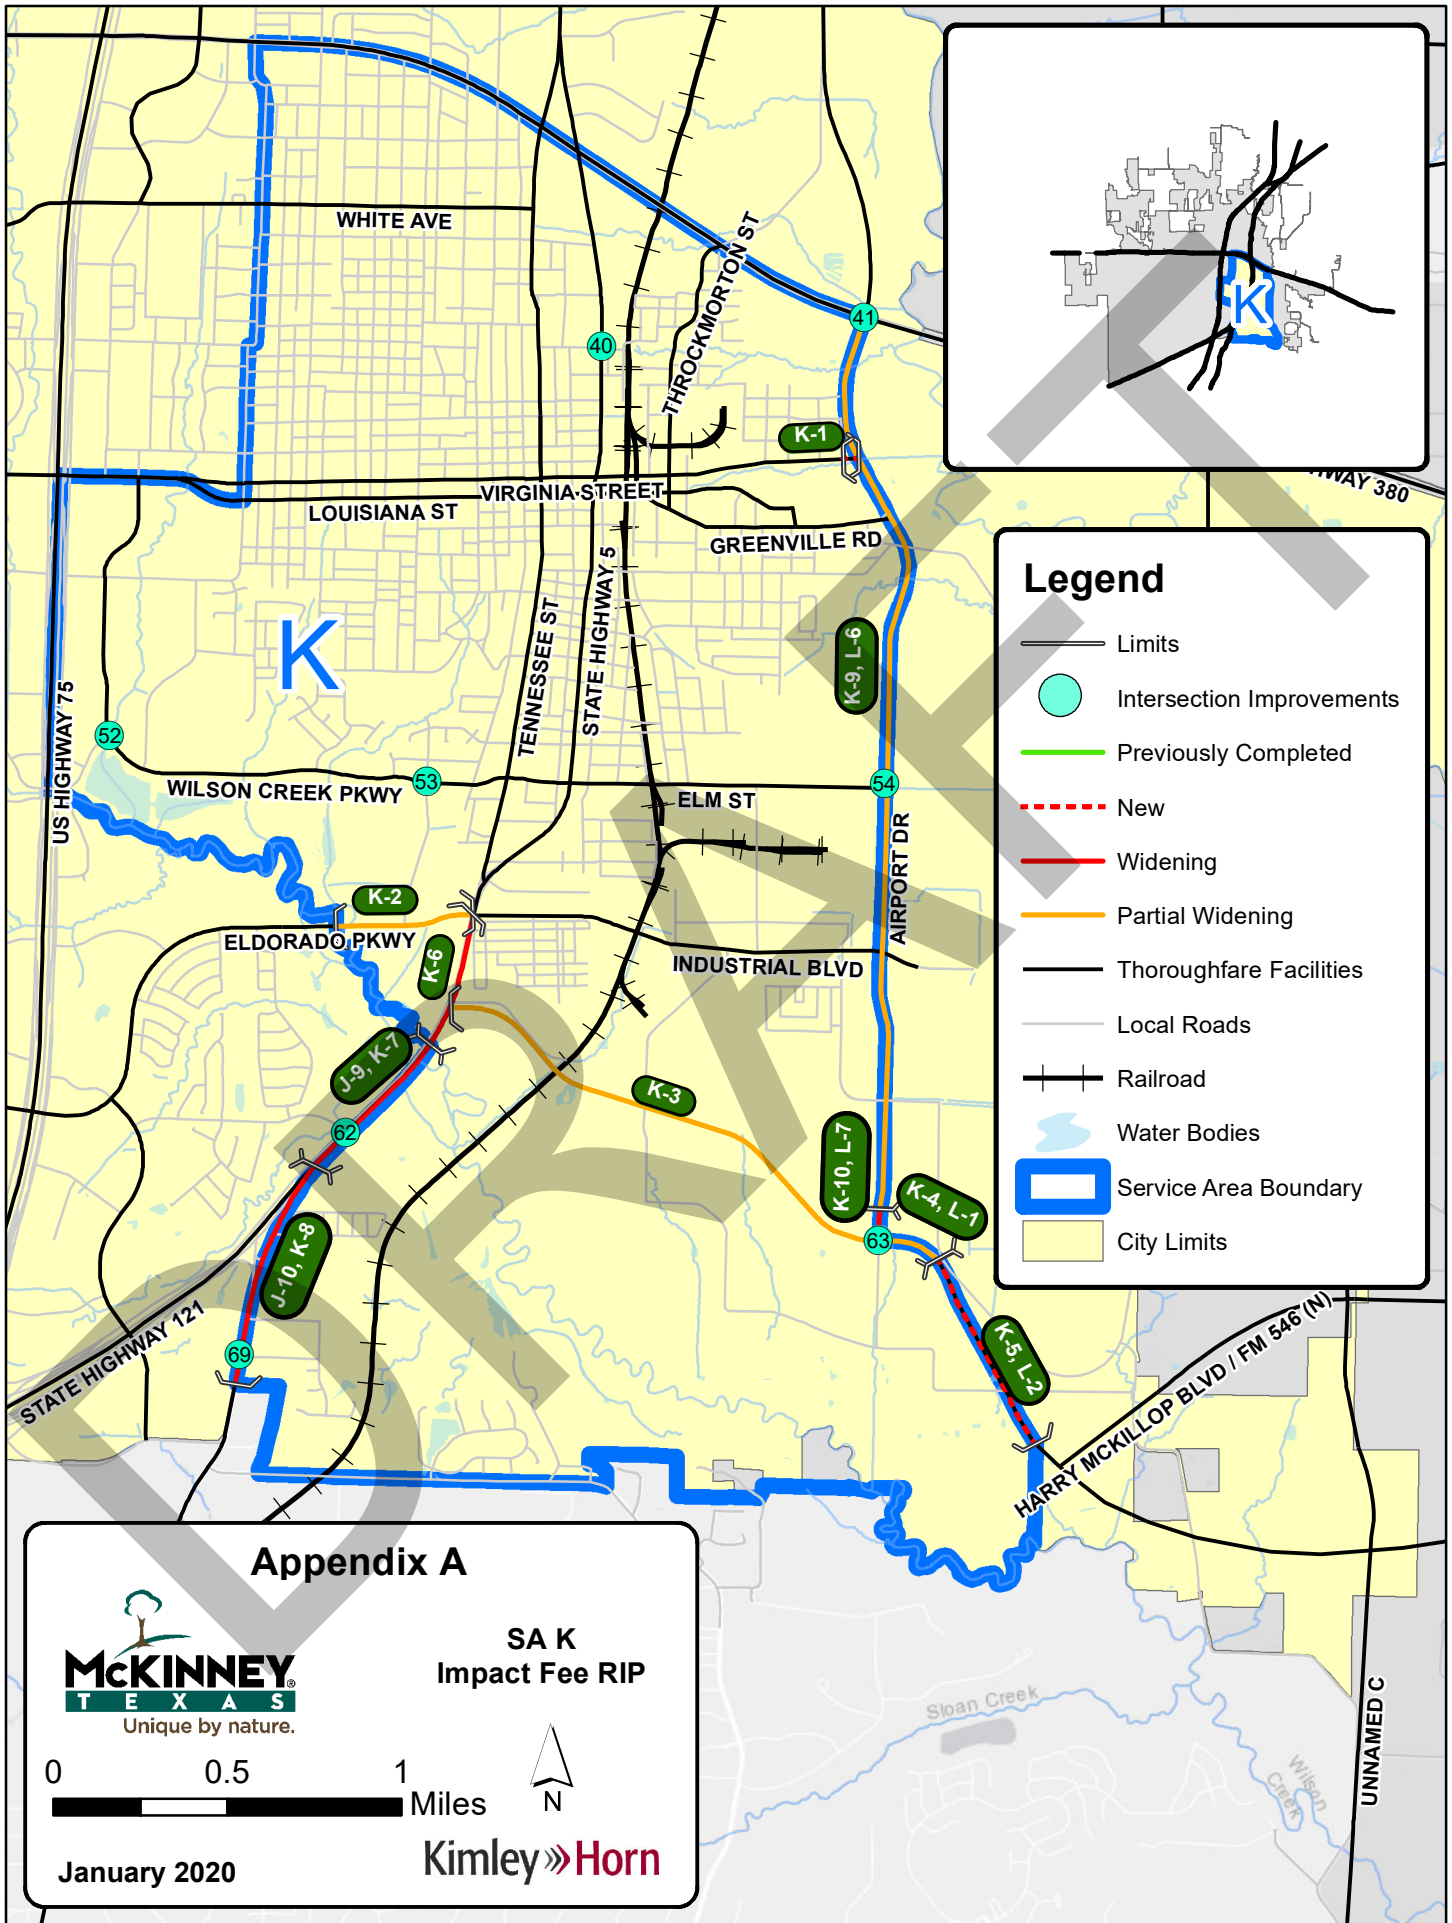 WHITE AVE
THROCKMORTON ST
41
40
K
HWAY 380
K-1
VIRGINIA STREET
LOUISIANA ST
GREENVILLE RD
K
TENNESSEE ST
STATE HIGHWAY 5
K-9, L-6
US HIGHWAY 75
52
53
54
WILSON CREEK PKWY
ELM ST
AIRPORT DR
K-2
ELDORADO PKWY
K-6
INDUSTRIAL BLVD
J-9, K-7
K-3
62
K-10, L-7
K-4, L-1
63
J-10, K-8
69
K-5, L-2
STATE HIGHWAY 121
HARRY MCKILLOP BLVD / FM 546 (N)
UNNAMED C
Sloan Creek
Wilson
Creek
Legend
Limits
Intersection Improvements
Previously Completed
New
Widening
Partial Widening
Thoroughfare Facilities
Local Roads
Railroad
Water Bodies
Service Area Boundary
City Limits
DRAFT
Appendix A
McKINNEY®
TEXAS
Unique by nature.
SA K
Impact Fee RIP
0 0.5 1
Miles
N
January 2020
Kimley»Horn